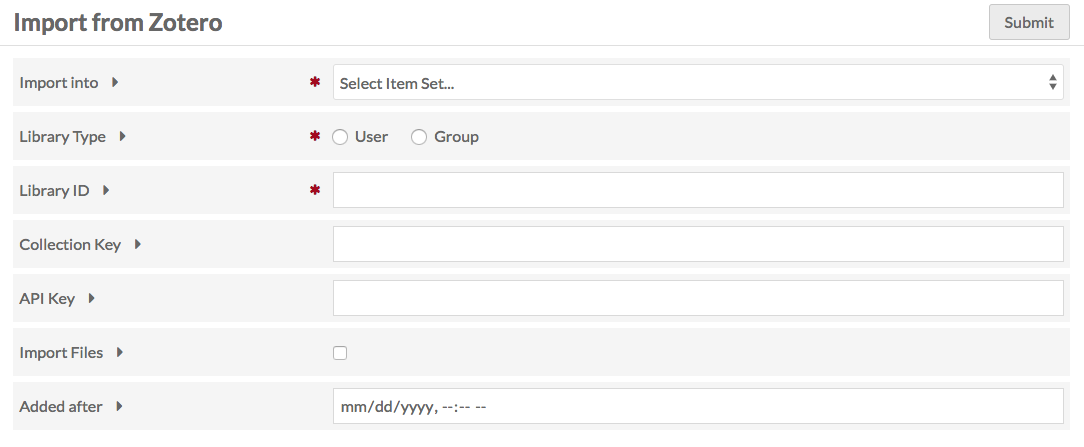 Import from Zotero
Submit
Import into
Select Item Set...
Library Type
User
Group
Library ID
Collection Key
API Key
Import Files
Added after
mm/dd/yyyy, --:-- --